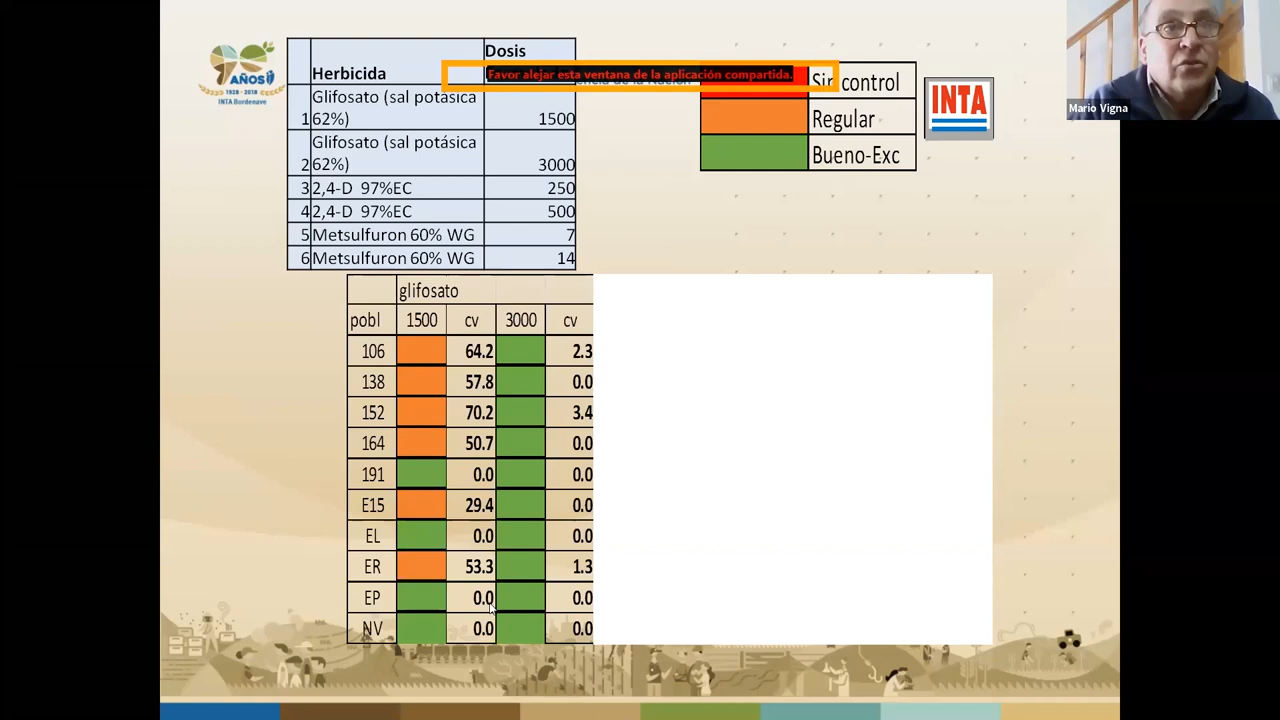 AÑOS
1928 - 2018
INTA Bordenave
Herbicida Dosis
1 Glifosato (sal potásica 62%) 1500
2 Glifosato (sal potásica 62%) 3000
3 2,4-D 97%EC 250
4 2,4-D 97%EC 500
5 Metsulfuron 60% WG 7
6 Metsulfuron 60% WG 14
Favor alejar esta ventana de la aplicación compartida.
Sin control
Regular
Bueno-Exc
INTA
Mario Vigna
glifosato
pobl 1500 cv 3000 cv
106 64.2 2.3
138 57.8 0.0
152 70.2 3.4
164 50.7 0.0
191 0.0 0.0
E15 29.4 0.0
EL 0.0 0.0
ER 53.3 1.3
EP 0.0 0.0
NV 0.0 0.0